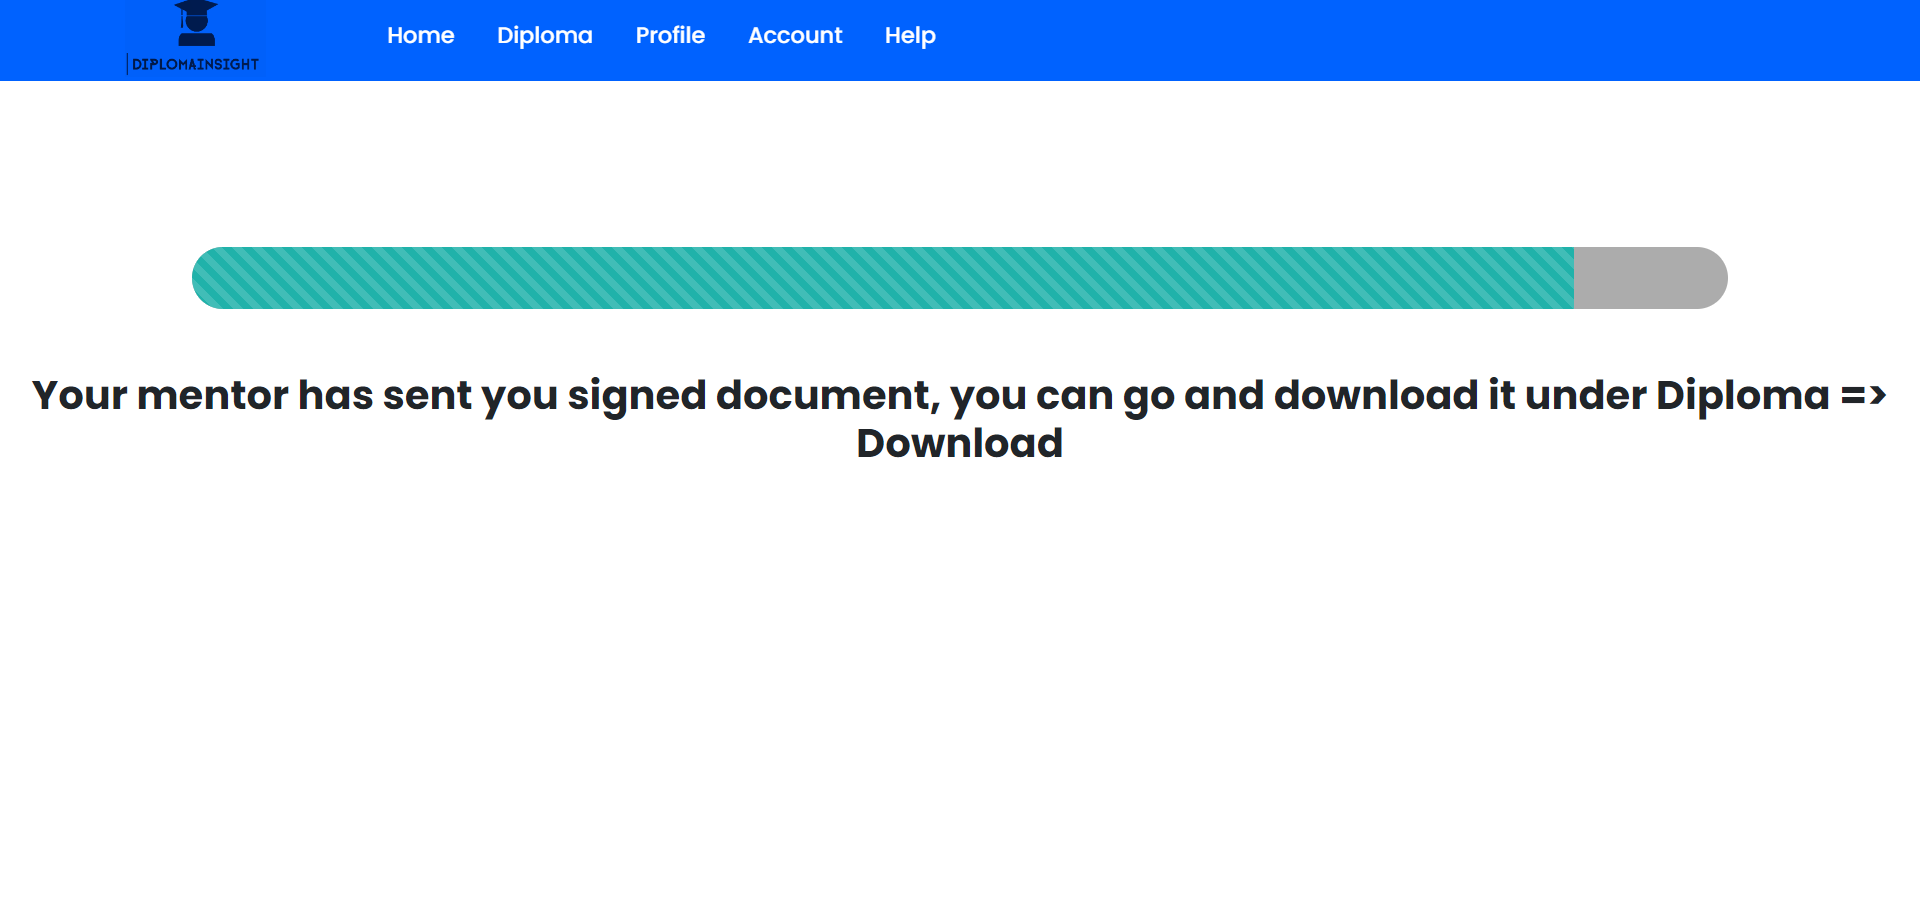 Home Diploma Profile Account Help
DIPLOMAINSIGHT
Your mentor has sent you signed document, you can go and download it under Diploma =>
Download